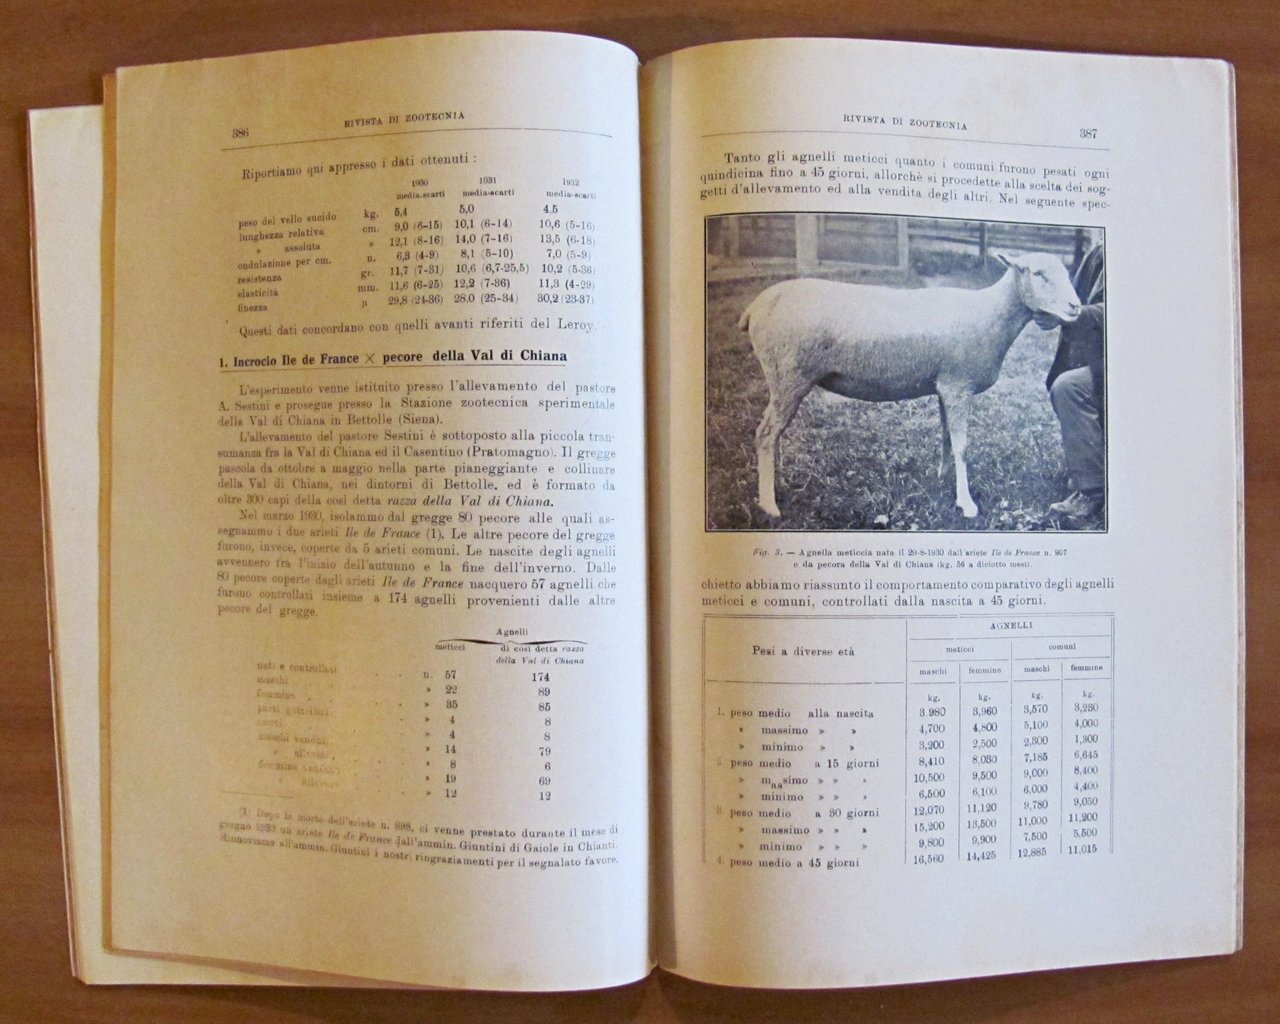 386
RIVISTA DI ZOOTECNIA
Riportiamo qui appresso i dati ottenuti :
1930 1931 1932
media-scarti media-scarti media-scarti
peso del vello sucido kg. 5,4 5,0 4.5
lunghezza relativa cm. 9,0 (6-15) 10,1 (6-14) 10,6 (5-16)
» assoluta » 12,1 (8-16) 14,0 (7-16) 13,5 (6-18)
ondulazione per cm. n. 6,3 (4-9) 8,1 (5-10) 7,0 (5-9)
resistenza gr. 11,7 (7-31) 10,6 (6,7-25,5) 10,2 (5-36)
elasticità mm. 11,6 (6-25) 12,2 (7-36) 11,3 (4-29)
finezza µ 29,8 (24-36) 28.0 (25-34) 30,2 (23-37)
Questi dati concordano con quelli avanti riferiti del Leroy.
1. Incrocio Ile de France × pecore della Val di Chiana
L'esperimento venne istituito presso l'allevamento del pastore
A. Sestini e prosegue presso la Stazione zootecnica sperimentale
della Val di Chiana in Bettolle (Siena).
L'allevamento del pastore Sestini è sottoposto alla piccola tran-
sumanza fra la Val di Chiana ed il Casentino (Pratomagno). Il gregge
pascola da ottobre a maggio nella parte pianeggiante e collinare
della Val di Chiana, nei dintorni di Bettolle, ed è formato da
oltre 300 capi della così detta razza della Val di Chiana.
Nel marzo 1930, isolammo dal gregge 80 pecore alle quali as-
segnammo i due arieti Ile de France (1). Le altre pecore del gregge
furono, invece, coperte da 5 arieti comuni. Le nascite degli agnelli
avvennero fra l'inizio dell'autunno e la fine dell'inverno. Dalle
80 pecore coperte dagli arieti Ile de France nacquero 57 agnelli che
furono controllati insieme a 174 agnelli provenienti dalle altre
pecore del gregge.
Agnelli
meticci di così detta razza
della Val di Chiana
nati e controllati n. 57 174
maschi » 22 89
femmine » 35 85
parti gemellari » 4 8
morti » 4 8
maschi venduti » 14 79
» allevati » 8 6
femmine vendute » 19 69
» allevate » 12 12
(1) Dopo la morte dell'ariete n. 898, ci venne prestato durante il mese di
giugno 1933 un ariete Ile de France dall'ammin. Giuntini di Gaiole in Chianti.
Rinnoviamo all'ammin. Giuntini i nostri ringraziamenti per il segnalato favore.
RIVISTA DI ZOOTECNIA
387
Tanto gli agnelli meticci quanto i comuni furono pesati ogni
quindicina fino a 45 giorni, allorchè si procedette alla scelta dei sog-
getti d'allevamento ed alla vendita degli altri. Nel seguente spec-
Fig. 3. — Agnella meticcia nata il 29-8-1930 dall'ariete Ile de France n. 907
e da pecora della Val di Chiana (kg. 56 a diciotto mesi).
chietto abbiamo riassunto il comportamento comparativo degli agnelli
meticci e comuni, controllati dalla nascita a 45 giorni.
AGNELLI
Pesi a diverse età meticci comuni
maschi femmine maschi femmine
kg. kg. kg. kg.
1. peso medio alla nascita 3.980 3,960 3,570 3,230
» massimo » » 4,700 4,800 5,100 4,000
» minimo » » 3,200 2,500 2,300 1,300
2. peso medio a 15 giorni 8,410 8,030 7,185 6,645
» massimo » » » 10,500 9,500 9,000 8.400
» minimo » » » 6,500 6,100 6,000 4,400
3. peso medio a 30 giorni 12,070 11,120 9,780 9,050
» massimo » » » 15,200 13,500 11,000 11,200
» minimo » » » 9,800 9,900 7,500 5,500
4. peso medio a 45 giorni 16,560 14,425 12,885 11,015